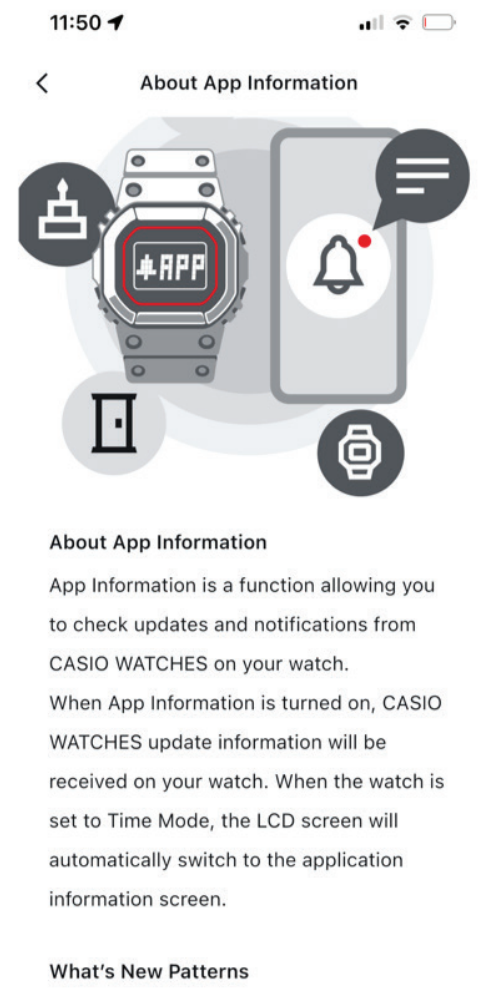 11:50
About App Information
APP
About App Information
App Information is a function allowing you
to check updates and notifications from
CASIO WATCHES on your watch.
When App Information is turned on, CASIO
WATCHES update information will be
received on your watch. When the watch is
set to Time Mode, the LCD screen will
automatically switch to the application
information screen.
What's New Patterns